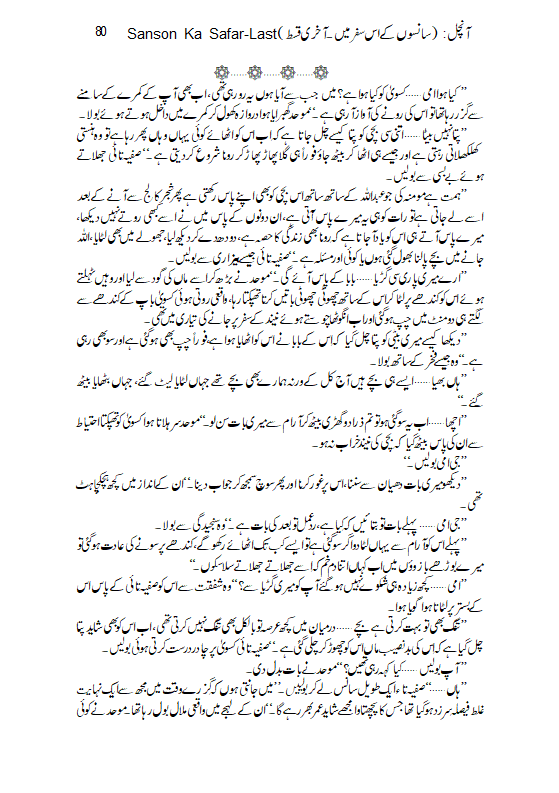 آنچل: (سانسوں کے اس سفر میں۔آخری قسط) Sanson Ka Safar-Last 80
”کیا ہوا امی......کسویٰ کو کیا ہوا ہے؟ میں جب سے آیا ہوں یہ رو رہی تھی، اب بھی آپ کے کمرے کے سامنے
سے گزر رہا تھا تو اس کی رونے کی آواز آ رہی ہے۔“ موحد گھبرایا ہوا دروازہ کھول کر کمرے میں داخل ہوتے ہوئے بولا۔
”پتا نہیں بیٹا......اتنی سی بچی کو پتا کیسے چل جاتا ہے کہ اب اس کو اٹھائے کوئی یہاں وہاں پھر رہا ہے تو وہ ہنستی
کھلکھلاتی رہتی ہے اور جیسے ہی اٹھا کر بیٹھ جاؤ فوراً ہی گلا پھاڑ پھاڑ کر رونا شروع کر دیتی ہے۔“ صفیہ نائی جھلاتے
ہوئے بے بسی سے بولیں۔
”ہمت ہے مومنہ کی جو عبداللہ کے ساتھ ساتھ اس بچی کو بھی اپنے پاس رکھتی ہے پھر شجر کالج سے آنے کے بعد
اسے لے جاتی ہے تو رات کو ہی یہ میرے پاس آتی ہے، ان دونوں کے پاس میں نے اسے کبھی روتے نہیں دیکھا،
میرے پاس آتے ہی اس کو یاد آ جاتا ہے کہ رونا بھی زندگی کا حصہ ہے، دودھ دے کر دیکھ لیا، جھولے میں بھی لٹایا، اللہ
جانے میں بچے پالنا بھول گئی ہوں یا کوئی اور مسئلہ ہے۔“ صفیہ نائی جیسے بیزاری سے بولیں۔
”ارے میری پاری سی گڑیا......بابا کے پاس آئے گی۔“ موحد نے بڑھ کر اسے ماں کی گود سے لیا اور وہیں ٹہلتے
ہوئے اس کو کندھے پر لٹا کر اس کے ساتھ چھوٹی چھوٹی باتیں کرتا تھپکتا رہا، واقعی روتی ہوئی کسویٰ باپ کے کندھے سے
لگتے ہی دو منٹ میں چپ ہو گئی اور اب انگوٹھا چوستے ہوئے نیند کے سفر پر جانے کی تیاری میں تھی۔
”دیکھا کیسے میری بیٹی کو پتا چل گیا کہ اس کے بابا نے اس کو اٹھایا ہوا ہے، فوراً چپ بھی ہو گئی ہے اور سو بھی رہی
ہے۔“ وہ جیسے فخر کے ساتھ بولا۔
”ہاں بھیا......ایسے ہی بچے ہیں آج کل کے ورنہ ہمارے بھی بچے تھے جہاں لٹایا لیٹ گئے، جہاں بٹھایا بیٹھ
گئے۔“
”اچھا......اب یہ سو گئی ہو تو تم ذرا دو گھڑی بیٹھ کر آرام سے میری بات سن لو۔“ موحد سر ہلاتا ہوا کسویٰ کو تھپکتا احتیاط
سے ان کی پاس بیٹھ گیا کہ بچی کی نیند خراب نہ ہو۔
”جی امی بولیں۔“
”دیکھو میری بات دھیان سے سننا، اس پر غور کرنا اور پھر سوچ سمجھ کر جواب دینا۔“ ان کے انداز میں کچھ ہچکچاہٹ
تھی۔
”جی امی......پہلے بات تو بتائیں کہ کیا ہے، ردعمل تو بعد کی بات ہے۔“ وہ سنجیدگی سے بولا۔
”پہلے اس کو آرام سے یہاں لٹا دو اگر سو گئی ہے تو ایسے کب تک اٹھائے رکھو گے، کندھے پر سونے کی عادت ہو گئی تو
میرے بوڑھے بازوؤں میں اب کہاں اتنا دم خم کہ اسے جھلاتے جھلاتے سلا سکوں۔“
”امی......کچھ زیادہ ہی شکوے نہیں ہو گئے آپ کو میری گڑیا سے؟“ وہ شفقت سے اس کو صفیہ نائی کے پاس اس
کے بستر پر لٹاتا ہوا گویا ہوا۔
”تنگ بھی تو بہت کرتی ہے بچے......درمیان میں کچھ عرصہ تو بالکل بھی تنگ نہیں کرتی تھی، اب اس کو بھی شاید پتا
چل گیا ہے کہ اس کی بدنصیب ماں اس کو چھوڑ کر چلی گئی ہے۔“ صفیہ نائی کسویٰ پر چادر درست کرتی ہوئی بولیں۔
”آپ بولیں......کیا کہہ رہی تھیں؟“ موحد نے بات بدل دی۔
”ہاں......“ صفیہ ناء ایک طویل سانس لے کر بولیں۔ ”میں جانتی ہوں کہ گزرے وقت میں مجھ سے ایک نہایت
غلط فیصلہ سرزد ہو گیا تھا جس کا پچھتاوا مجھے شاید عمر بھر رہے گا۔“ ان کے لہجے میں واقعی ملال بول رہا تھا۔ موحد نے کوئی